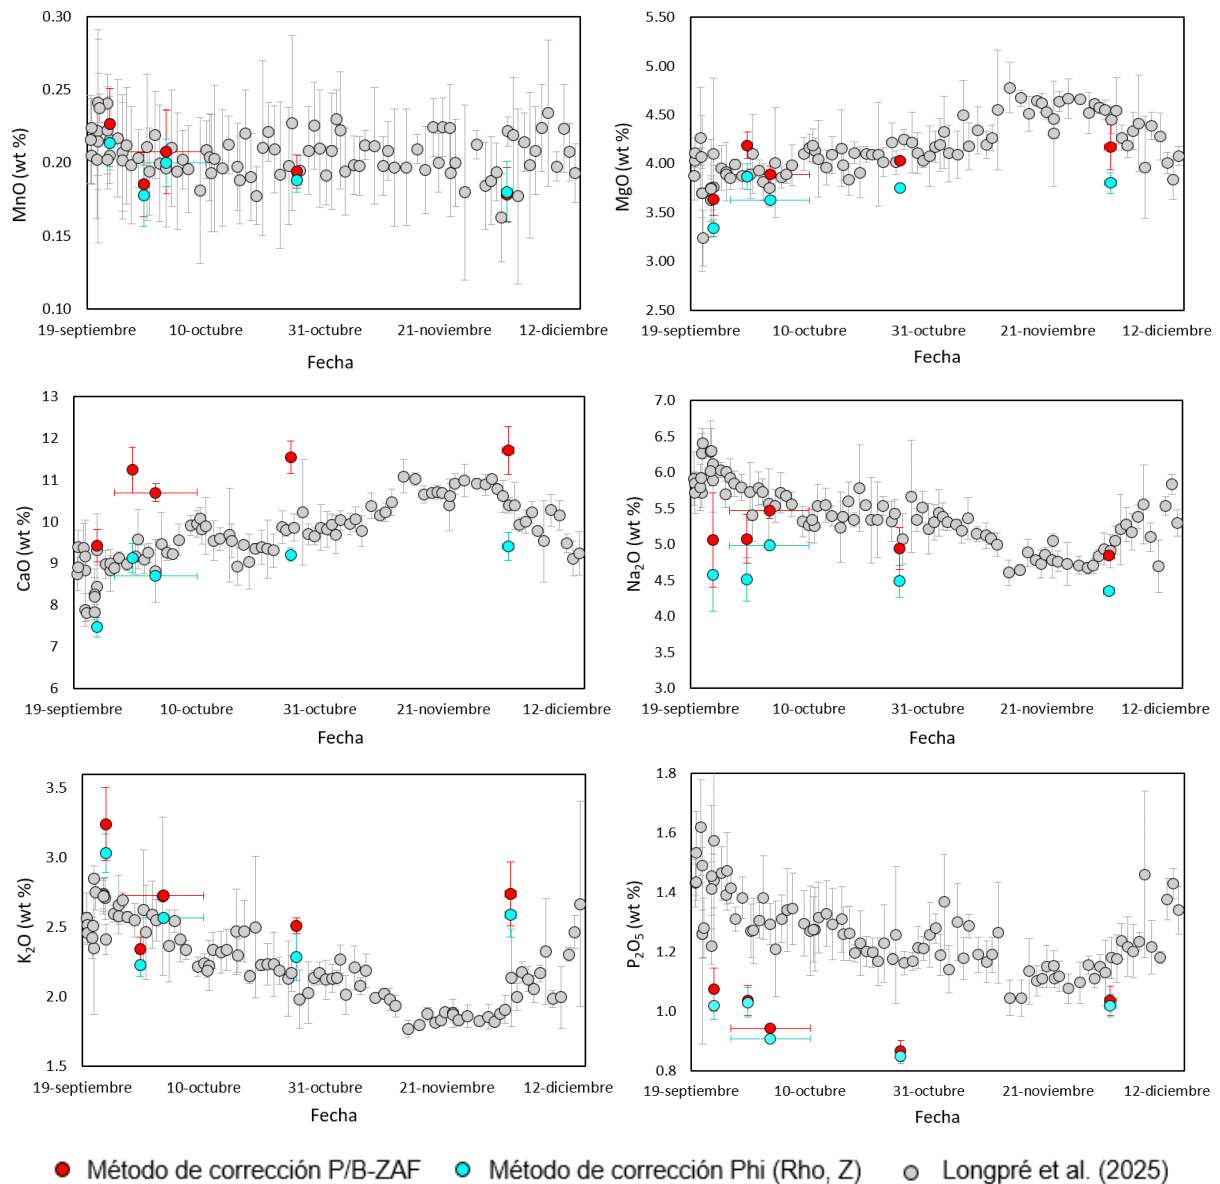 0.30
0.25
0.20
0.15
0.10
MnO (wt %)
19-septiembre 10-octubre 31-octubre 21-noviembre 12-diciembre
Fecha
5.50
5.00
4.50
4.00
3.50
3.00
2.50
MgO (wt %)
19-septiembre 10-octubre 31-octubre 21-noviembre 12-diciembre
Fecha
13
12
11
10
9
8
7
6
CaO (wt %)
19-septiembre 10-octubre 31-octubre 21-noviembre 12-diciembre
Fecha
7.0
6.5
6.0
5.5
5.0
4.5
4.0
3.5
3.0
Na₂O (wt %)
19-septiembre 10-octubre 31-octubre 21-noviembre 12-diciembre
Fecha
3.5
3.0
2.5
2.0
1.5
K₂O (wt %)
19-septiembre 10-octubre 31-octubre 21-noviembre 12-diciembre
Fecha
1.8
1.6
1.4
1.2
1.0
0.8
P₂O₅ (wt %)
19-septiembre 10-octubre 31-octubre 21-noviembre 12-diciembre
Fecha
Método de corrección P/B-ZAF Método de corrección Phi (Rho, Z) Longpré et al. (2025)